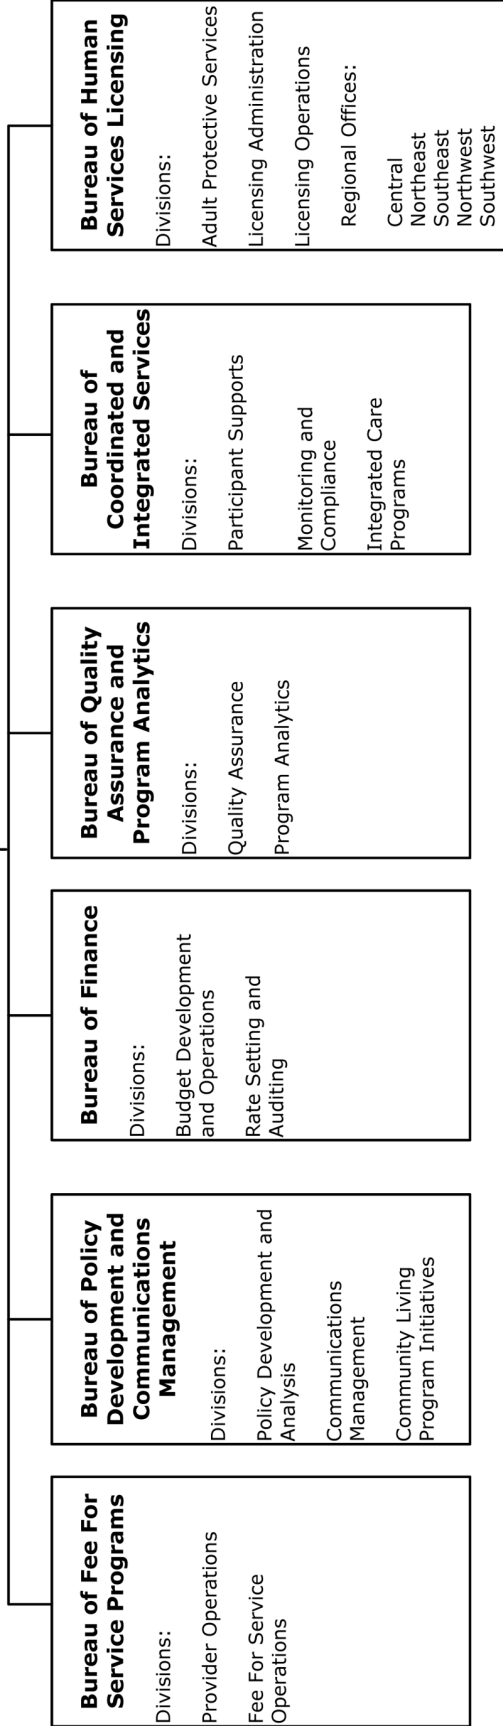 Bureau of Fee For
Service Programs
Divisions:
Provider Operations
Fee For Service
Operations
Bureau of Policy
Development and
Communications
Management
Divisions:
Policy Development and
Analysis
Communications
Management
Community Living
Program Initiatives
Bureau of Finance
Divisions:
Budget Development
and Operations
Rate Setting and
Auditing
Bureau of Quality
Assurance and
Program Analytics
Divisions:
Quality Assurance
Program Analytics
Bureau of
Coordinated and
Integrated Services
Divisions:
Participant Supports
Monitoring and
Compliance
Integrated Care
Programs
Bureau of Human
Services Licensing
Divisions:
Adult Protective Services
Licensing Administration
Licensing Operations
Regional Offices:
Central
Northeast
Southeast
Northwest
Southwest